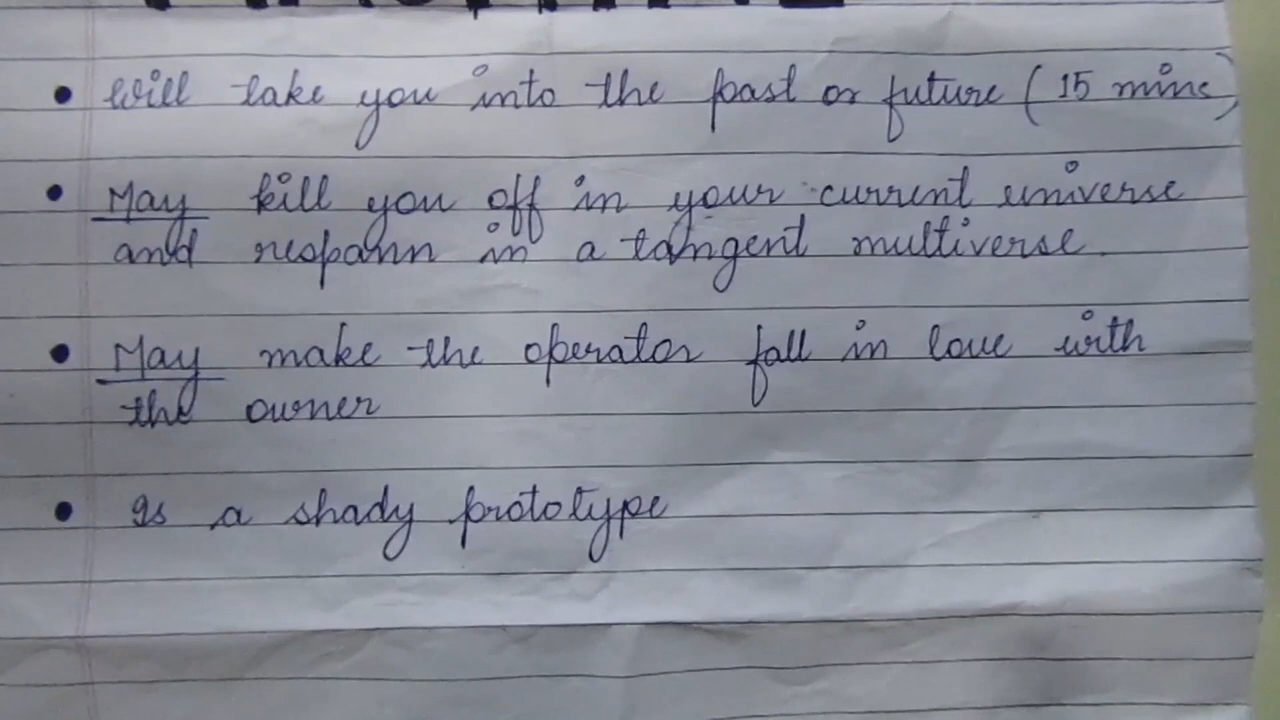 • Will take you into the past or future (15 mins)
• May kill you off in your current universe
and respann in a tangent multiverse.
• May make the operator fall in love with
the owner
• Is a shady prototype